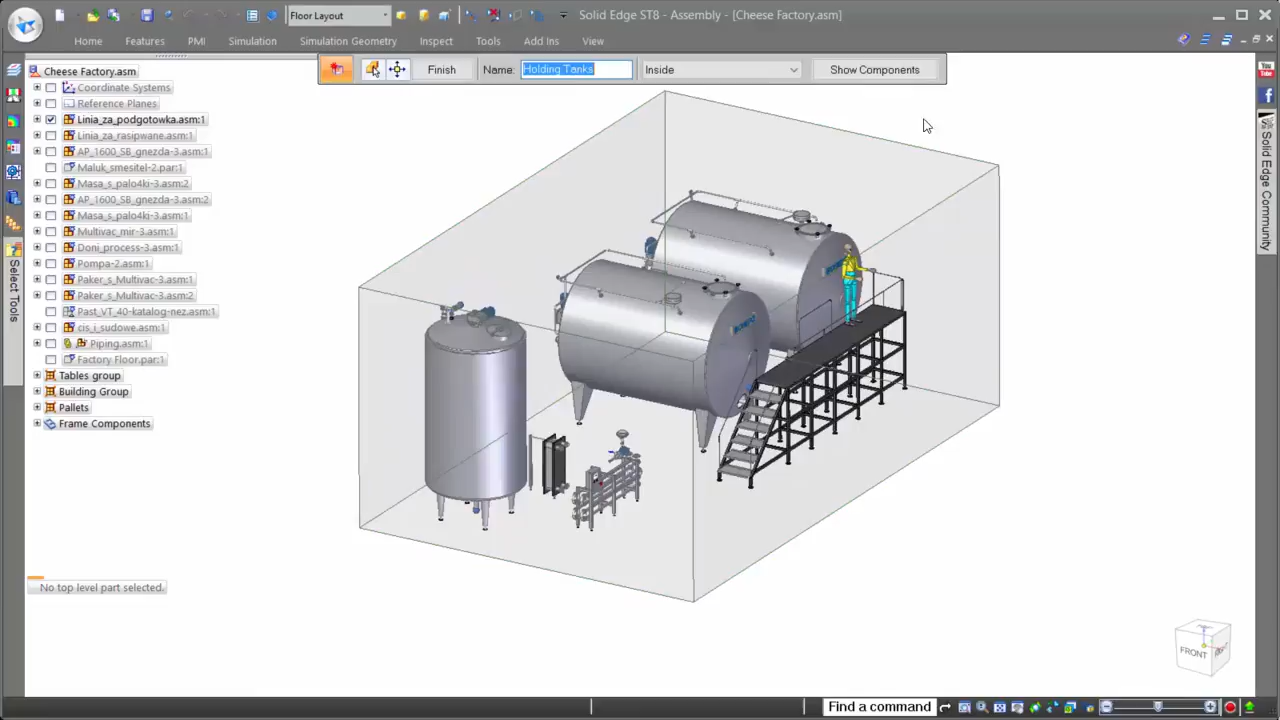 Floor Layout
Solid Edge ST8 - Assembly - [Cheese Factory.asm]
Home Features PMI Simulation Simulation Geometry Inspect Tools Add Ins View
Finish Name: Holding Tanks Inside Show Components
Cheese Factory.asm
Coordinate Systems
Reference Planes
Linia_za_podgotowka.asm:1
Linia_za_rasipwane.asm:1
AP_1600_SB_gnezda-3.asm:1
Maluk_smesitel-2.par:1
Masa_s_palo4ki-3.asm:2
AP_1600_SB_gnezda-3.asm:2
Masa_s_palo4ki-3.asm:1
Multivac_mir-3.asm:1
Doni_process-3.asm:1
Pompa-2.asm:1
Paker_s_Multivac-3.asm:1
Paker_s_Multivac-3.asm:2
Past_VT_40-katalog-nez.asm:1
cis_i_sudowe.asm:1
Piping.asm:1
Factory Floor.par:1
Tables group
Building Group
Pallets
Frame Components
No top level part selected.
Select Tools
You Tube
Solid Edge Community
FRONT
Find a command